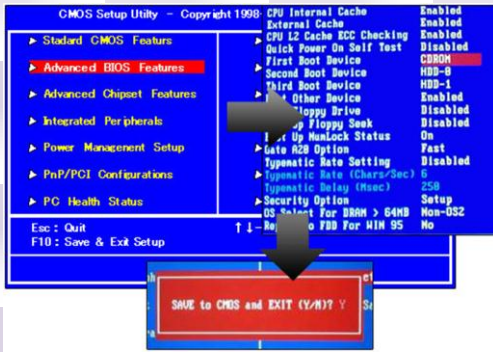 CMOS Setup Utilty - Copyright 1998
Stadard CMOS Featurs
Advanced BIOS Features
Advanced Chipset Features
Integrated Peripherals
Power Manazenent Setup
PnP/PCI Confizurations
PC Health Status
Esc : Quit
F10 : Save & Exit Setup
↑↓
CPU Internal Cache Enabled
External Cache Enabled
CPU L2 Cache ECC Checking Enabled
Quick Power On Self Test Disabled
First Boot Device CDROM
Second Boot Device HDD-0
Third Boot Device HDD-1
Other Device Enabled
Floppy Drive Disabled
Floppy Seek Disabled
Up NumLock Status On
Gate A20 Option Fast
Typematic Rate Setting Disabled
Typematic Rate (Chars/Sec) 6
Typematic Delay (Msec) 250
Security Option Setup
OS Select For DRAM > 64MB Non-OS2
FDD For WIN 95 No
SAVE to CMOS and EXIT (Y/N)? Y